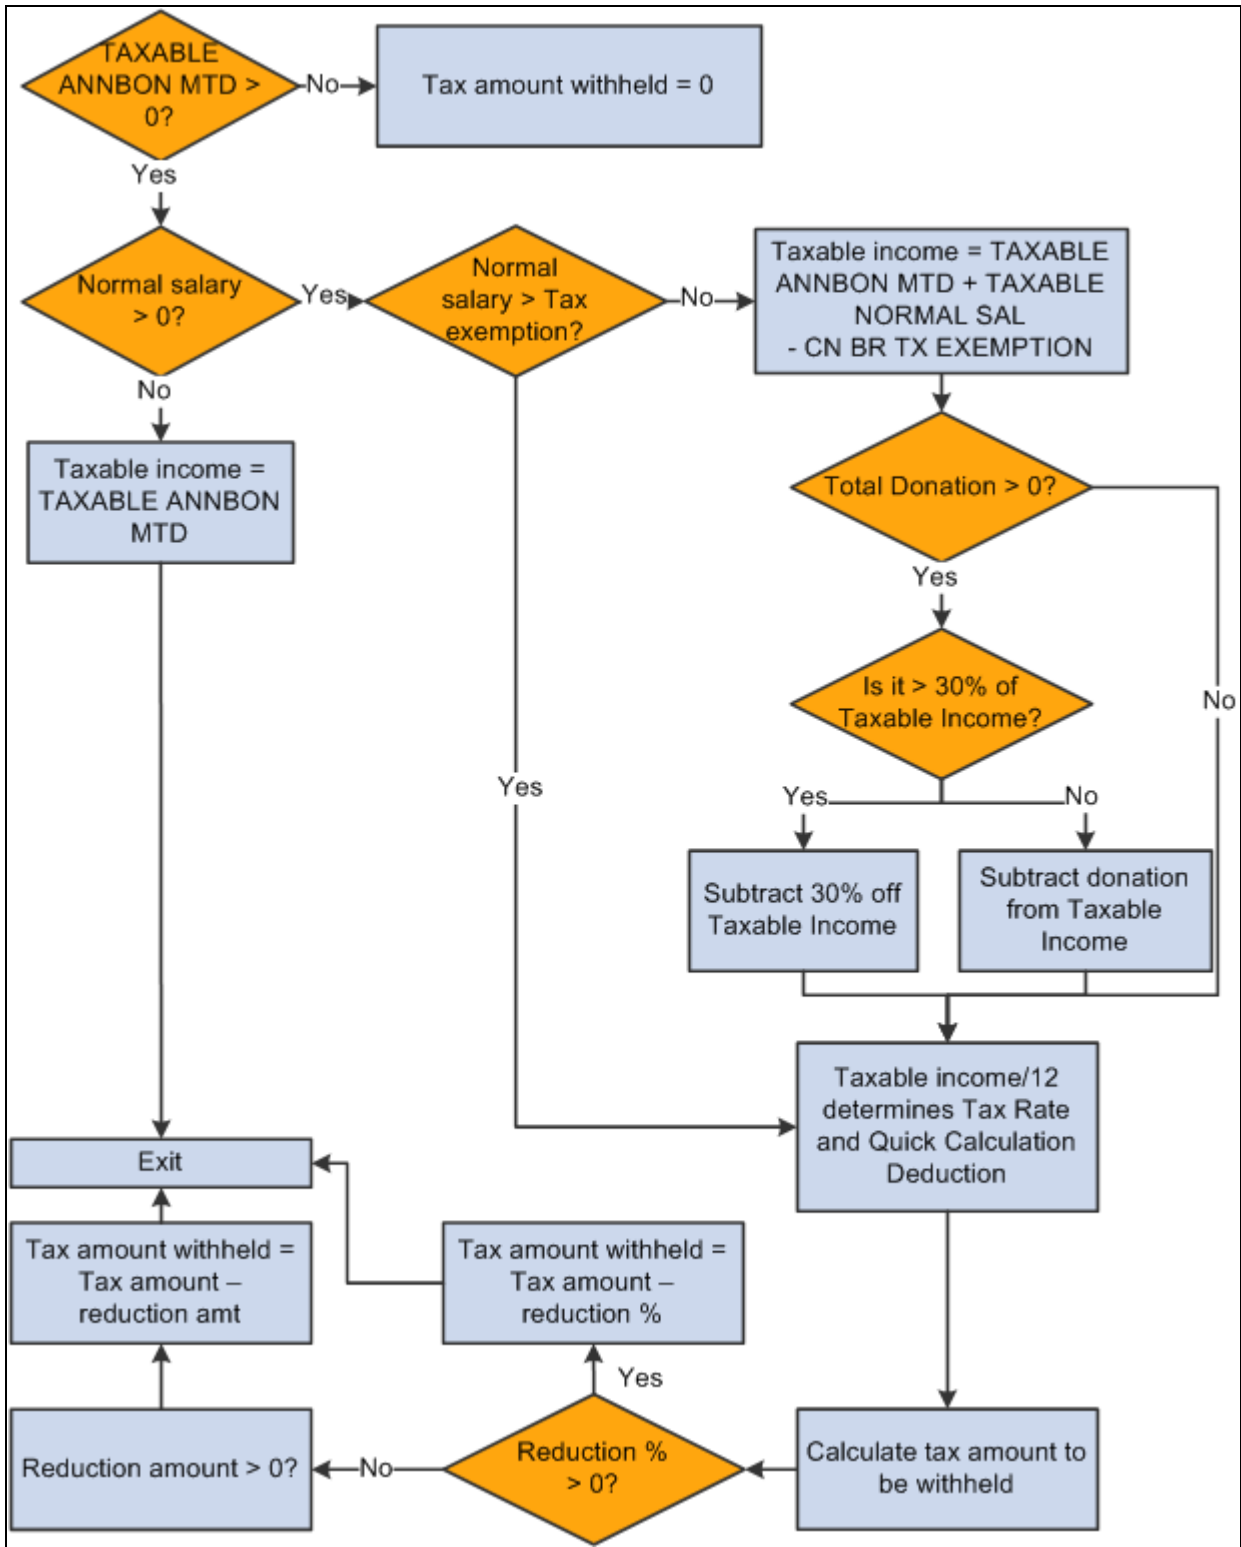 TAXABLE
ANNBON MTD >
0?
No
Tax amount withheld = 0
Yes
Normal salary
> 0?
Yes
Normal
salary > Tax
exemption?
No
Taxable income = TAXABLE
ANNBON MTD + TAXABLE
NORMAL SAL
- CN BR TX EXEMPTION
No
Taxable income =
TAXABLE ANNBON
MTD
Total Donation > 0?
Yes
No
Is it > 30% of
Taxable Income?
Yes
Yes
No
Subtract 30% off
Taxable Income
Subtract donation
from Taxable
Income
Taxable income/12
determines Tax Rate
and Quick Calculation
Deduction
Exit
Tax amount withheld =
Tax amount –
reduction amt
Tax amount withheld =
Tax amount –
reduction %
Yes
Reduction amount > 0?
No
Reduction %
> 0?
Calculate tax amount to
be withheld